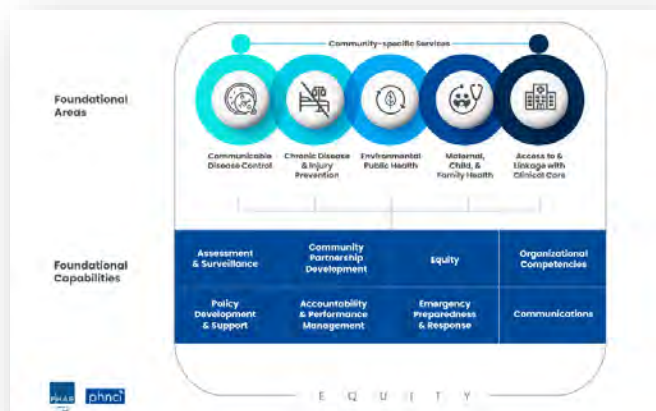 Community-specific Services
Foundational
Areas
Communicable
Disease Control
Chronic Disease
& Injury
Prevention
Environmental
Public Health
Maternal,
Child, &
Family Health
Access to &
Linkage with
Clinical Care
Foundational
Capabilities
Assessment
& Surveillance
Community
Partnership
Development
Equity
Organizational
Competencies
Policy
Development
& Support
Accountability
& Performance
Management
Emergency
Preparedness
& Response
Communications
PHAB
phnci
EQUITY